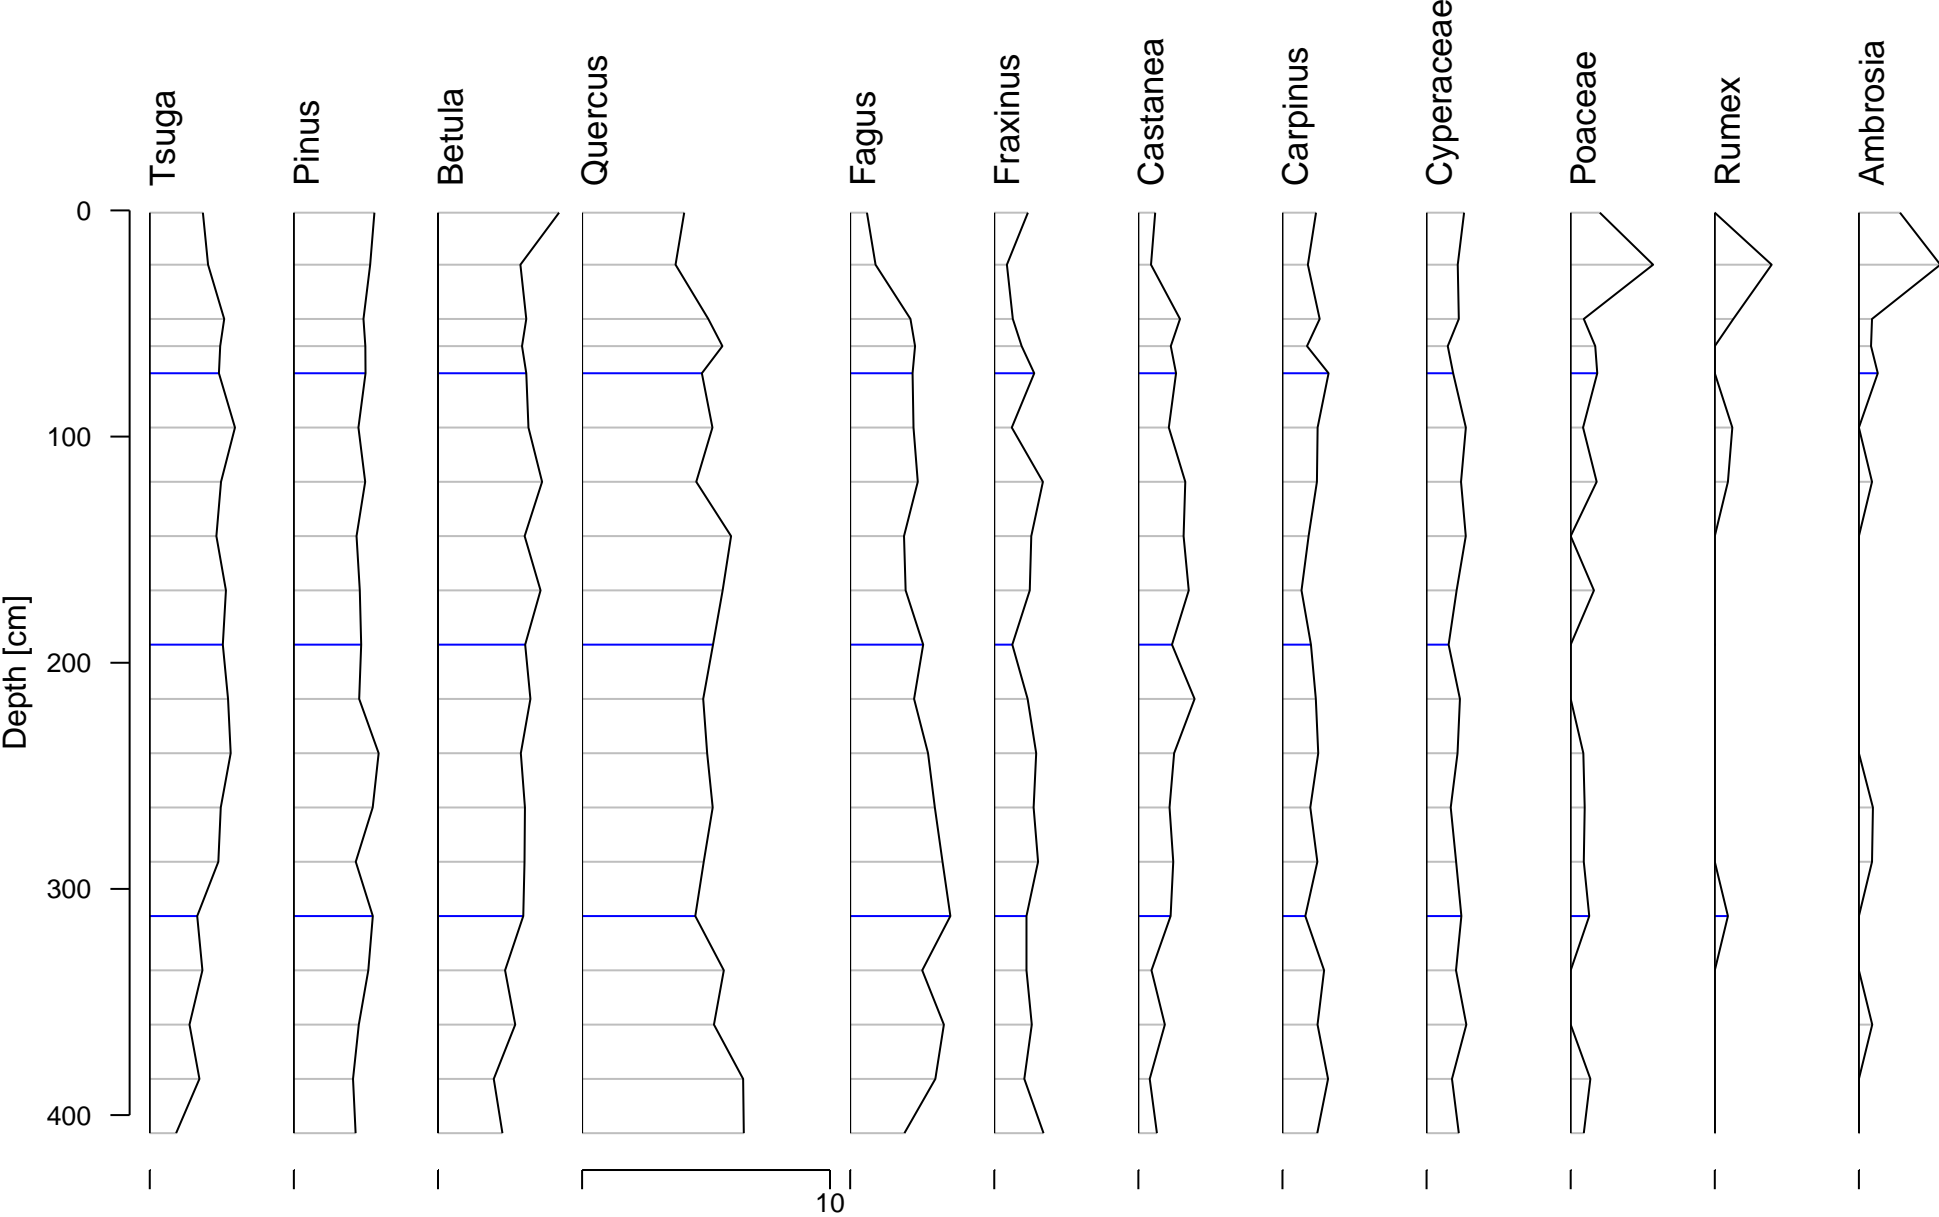 Tsuga
Pinus
Betula
Quercus
Fagus
Fraxinus
Castanea
Carpinus
Cyperaceae
Poaceae
Rumex
Ambrosia
Depth [cm]
0
100
200
300
400
10